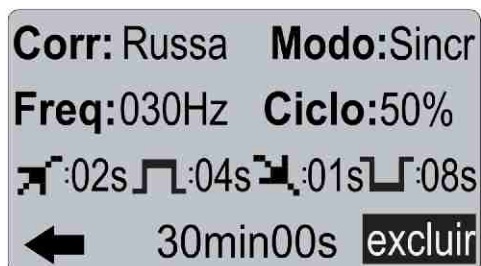 Corr: Russa Modo:Sincr
Freq:030Hz Ciclo:50%
:02s :04s :01s :08s
30min00s excluir